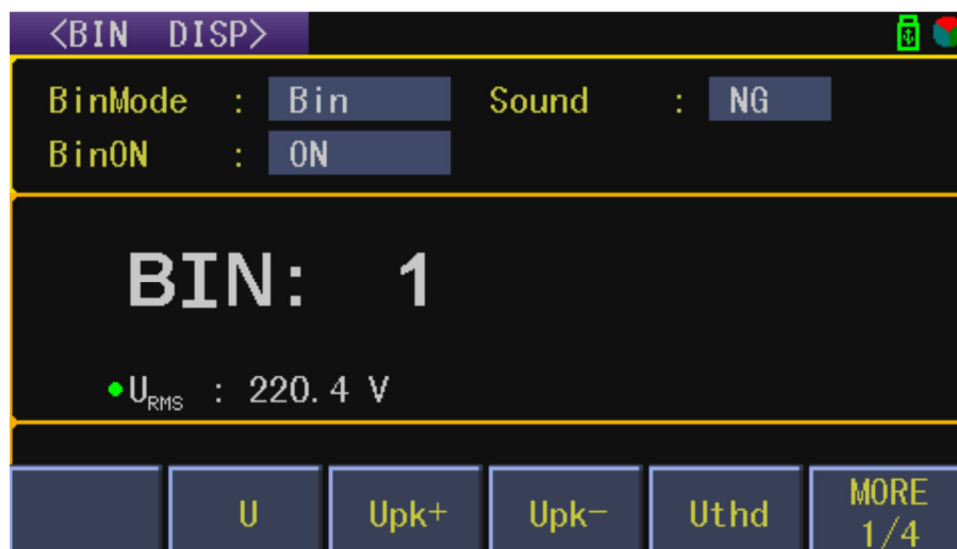 <BIN DISP>
BinMode : Bin Sound : NG
BinON : ON
BIN: 1
URMS : 220.4 V
U Upk+ Upk- Uthd MORE 1/4